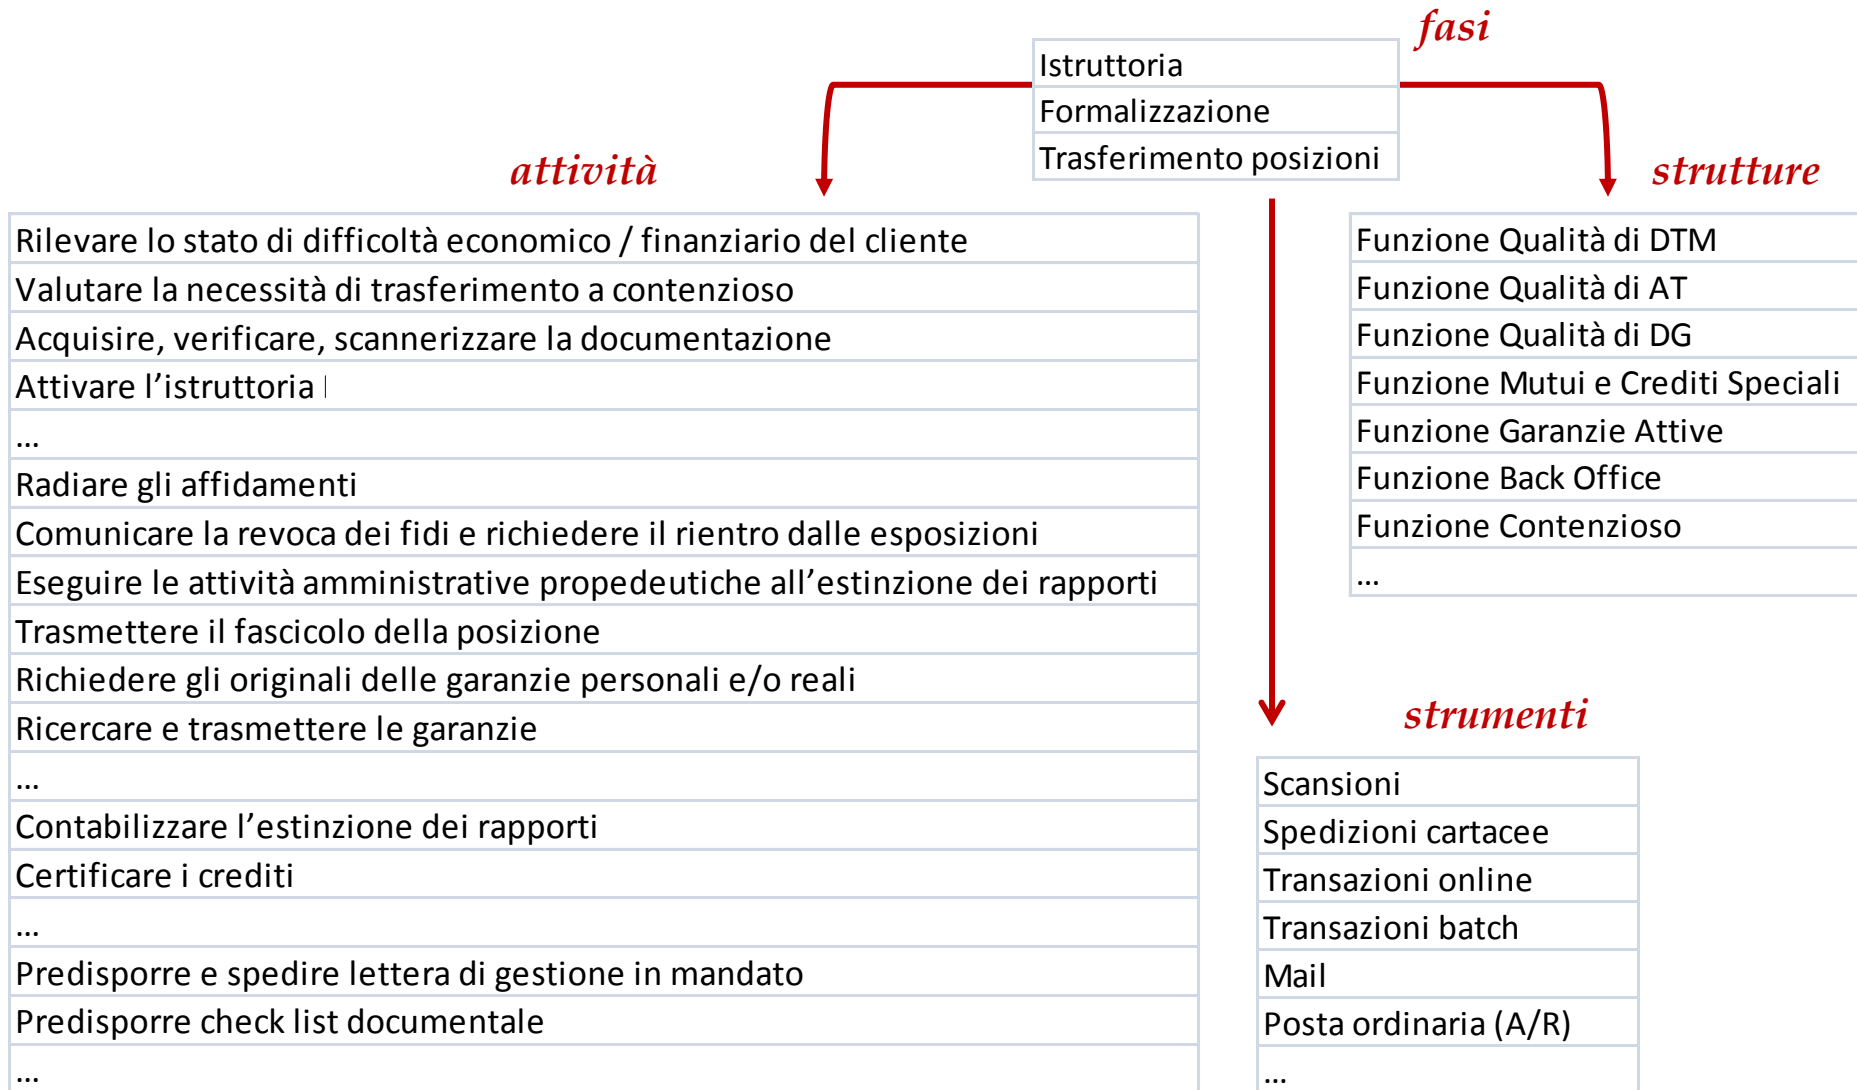 fasi
Istruttoria
Formalizzazione
Trasferimento posizioni
attività
Rilevare lo stato di difficoltà economico / finanziario del cliente
Valutare la necessità di trasferimento a contenzioso
Acquisire, verificare, scannerizzare la documentazione
Attivare l’istruttoria
...
Radiare gli affidamenti
Comunicare la revoca dei fidi e richiedere il rientro dalle esposizioni
Eseguire le attività amministrative propedeutiche all’estinzione dei rapporti
Trasmettere il fascicolo della posizione
Richiedere gli originali delle garanzie personali e/o reali
Ricercare e trasmettere le garanzie
...
Contabilizzare l’estinzione dei rapporti
Certificare i crediti
...
Predisporre e spedire lettera di gestione in mandato
Predisporre check list documentale
...
strutture
Funzione Qualità di DTM
Funzione Qualità di AT
Funzione Qualità di DG
Funzione Mutui e Crediti Speciali
Funzione Garanzie Attive
Funzione Back Office
Funzione Contenzioso
...
strumenti
Scansioni
Spedizioni cartacee
Transazioni online
Transazioni batch
Mail
Posta ordinaria (A/R)
...